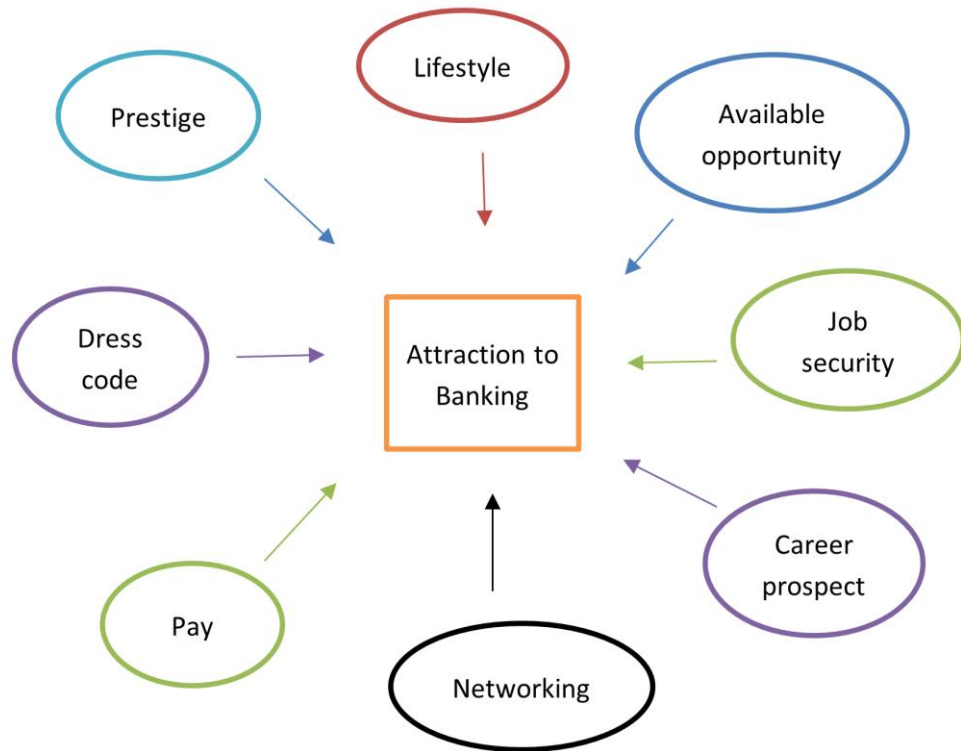 Lifestyle
Prestige
Available
opportunity
Dress
code
Attraction to
Banking
Job
security
Career
prospect
Pay
Networking